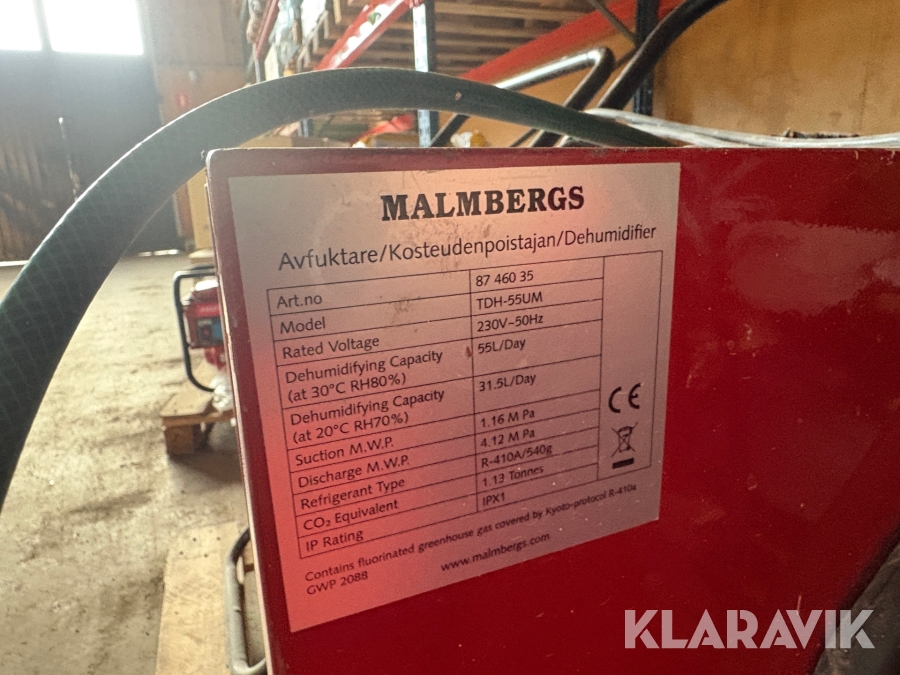 MALMBERGS
Avfuktare/Kosteudenpoistajan/Dehumidifier
Art.no 87 460 35
Model TDH-55UM
Rated Voltage 230V~50Hz
Dehumidifying Capacity 55L/Day
(at 30°C RH80%)
Dehumidifying Capacity 31.5L/Day
(at 20°C RH70%)
Suction M.W.P. 1.16 M Pa
Discharge M.W.P. 4.12 M Pa
Refrigerant Type R-410A/540g
CO₂ Equivalent 1.13 Tonnes
IP Rating IPX1
CE
Contains fluorinated greenhouse gas covered by Kyoto-protocol R-410a
GWP 2088
www.malmbergs.com
KLARAVIK